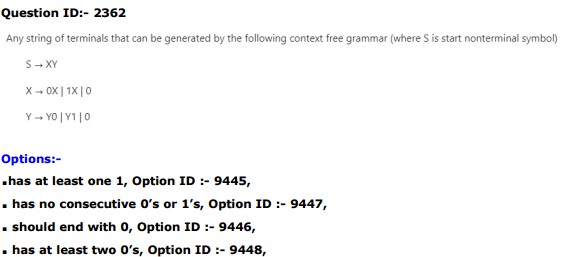 Question ID:- 2362
Any string of terminals that can be generated by the following context free grammar (where S is start nonterminal symbol)
S → XY
X → 0X | 1X | 0
Y → Y0 | Y1 | 0
Options:-
.has at least one 1, Option ID :- 9445,
. has no consecutive 0's or 1's, Option ID :- 9447,
. should end with 0, Option ID :- 9446,
. has at least two 0's, Option ID :- 9448,